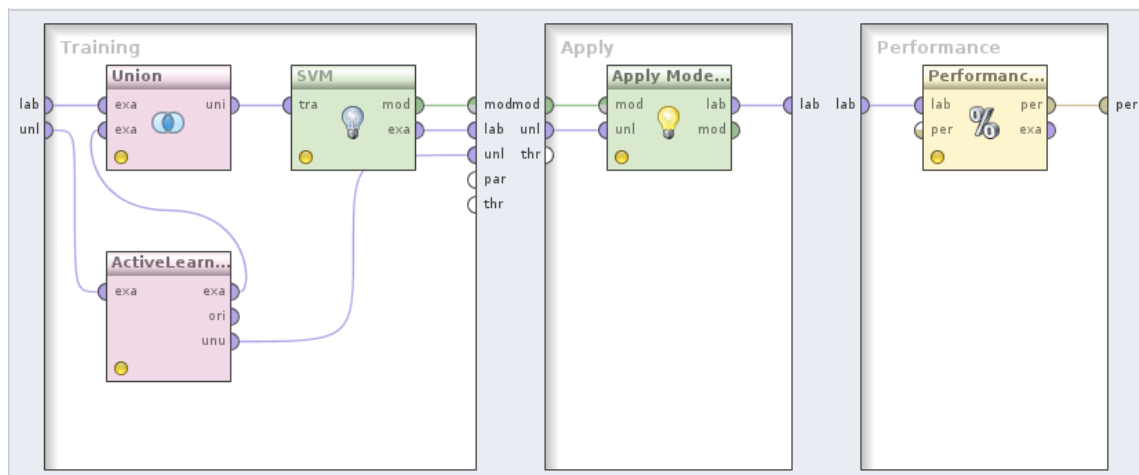 Training
Apply
Performance
Union
SVM
Apply Mode...
Performanc...
lab
exa
uni
tra
mod
modmod
mod
lab
lab
lab
lab
per
per
unl
exa
exa
lab
unl
unl
mod
per
exa
unl
thr
par
thr
ActiveLearn...
exa
exa
ori
unu